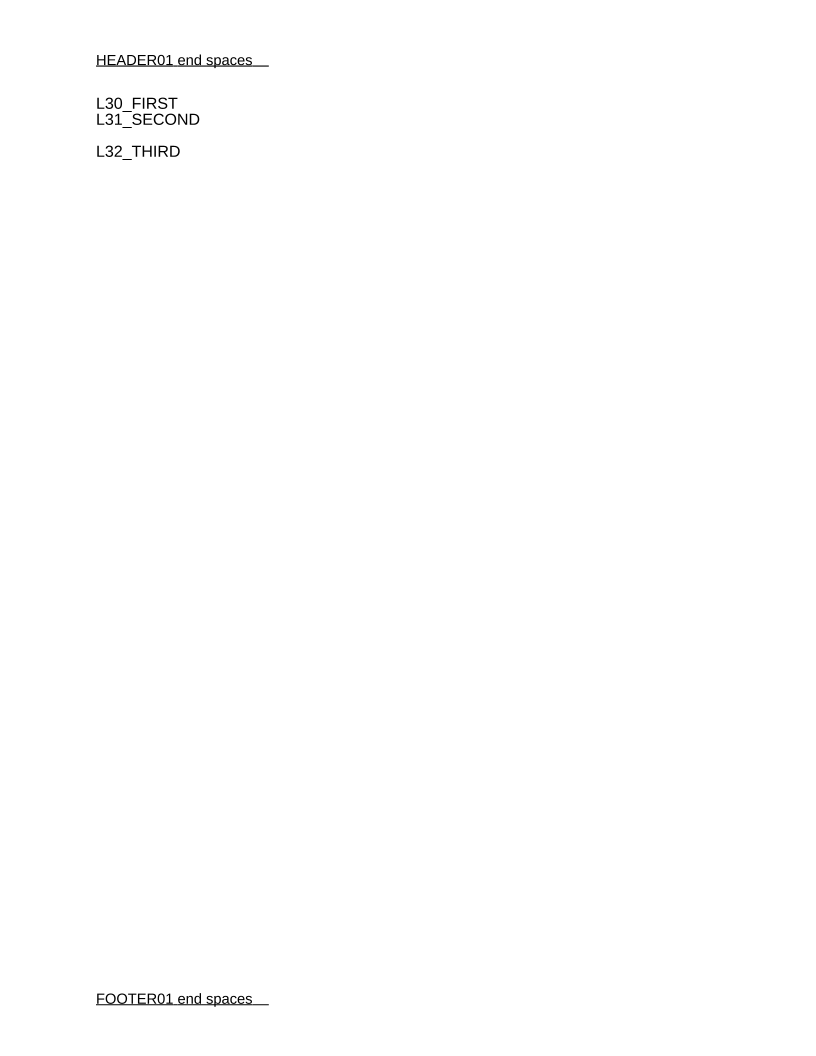 HEADER01 end spaces
L30_FIRST
L31_SECOND
L32_THIRD
FOOTER01 end spaces